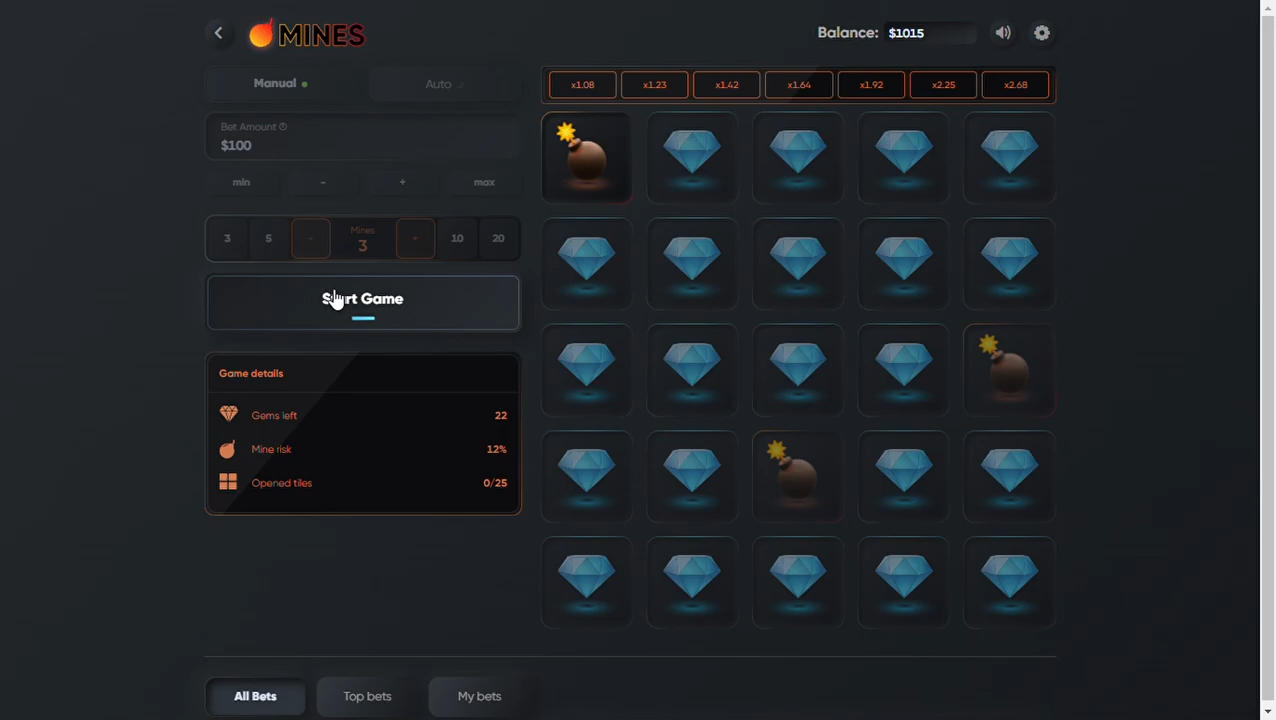 MINES
Balance: $1015
Manual
Auto
x1.08 x1.23 x1.42 x1.64 x1.92 x2.25 x2.68
Bet Amount
$100
min - + max
3 5 - Mines 3 10 20
Start Game
Game details
Gems left 22
Mine risk 12%
Opened tiles 0/25
All Bets Top bets My bets